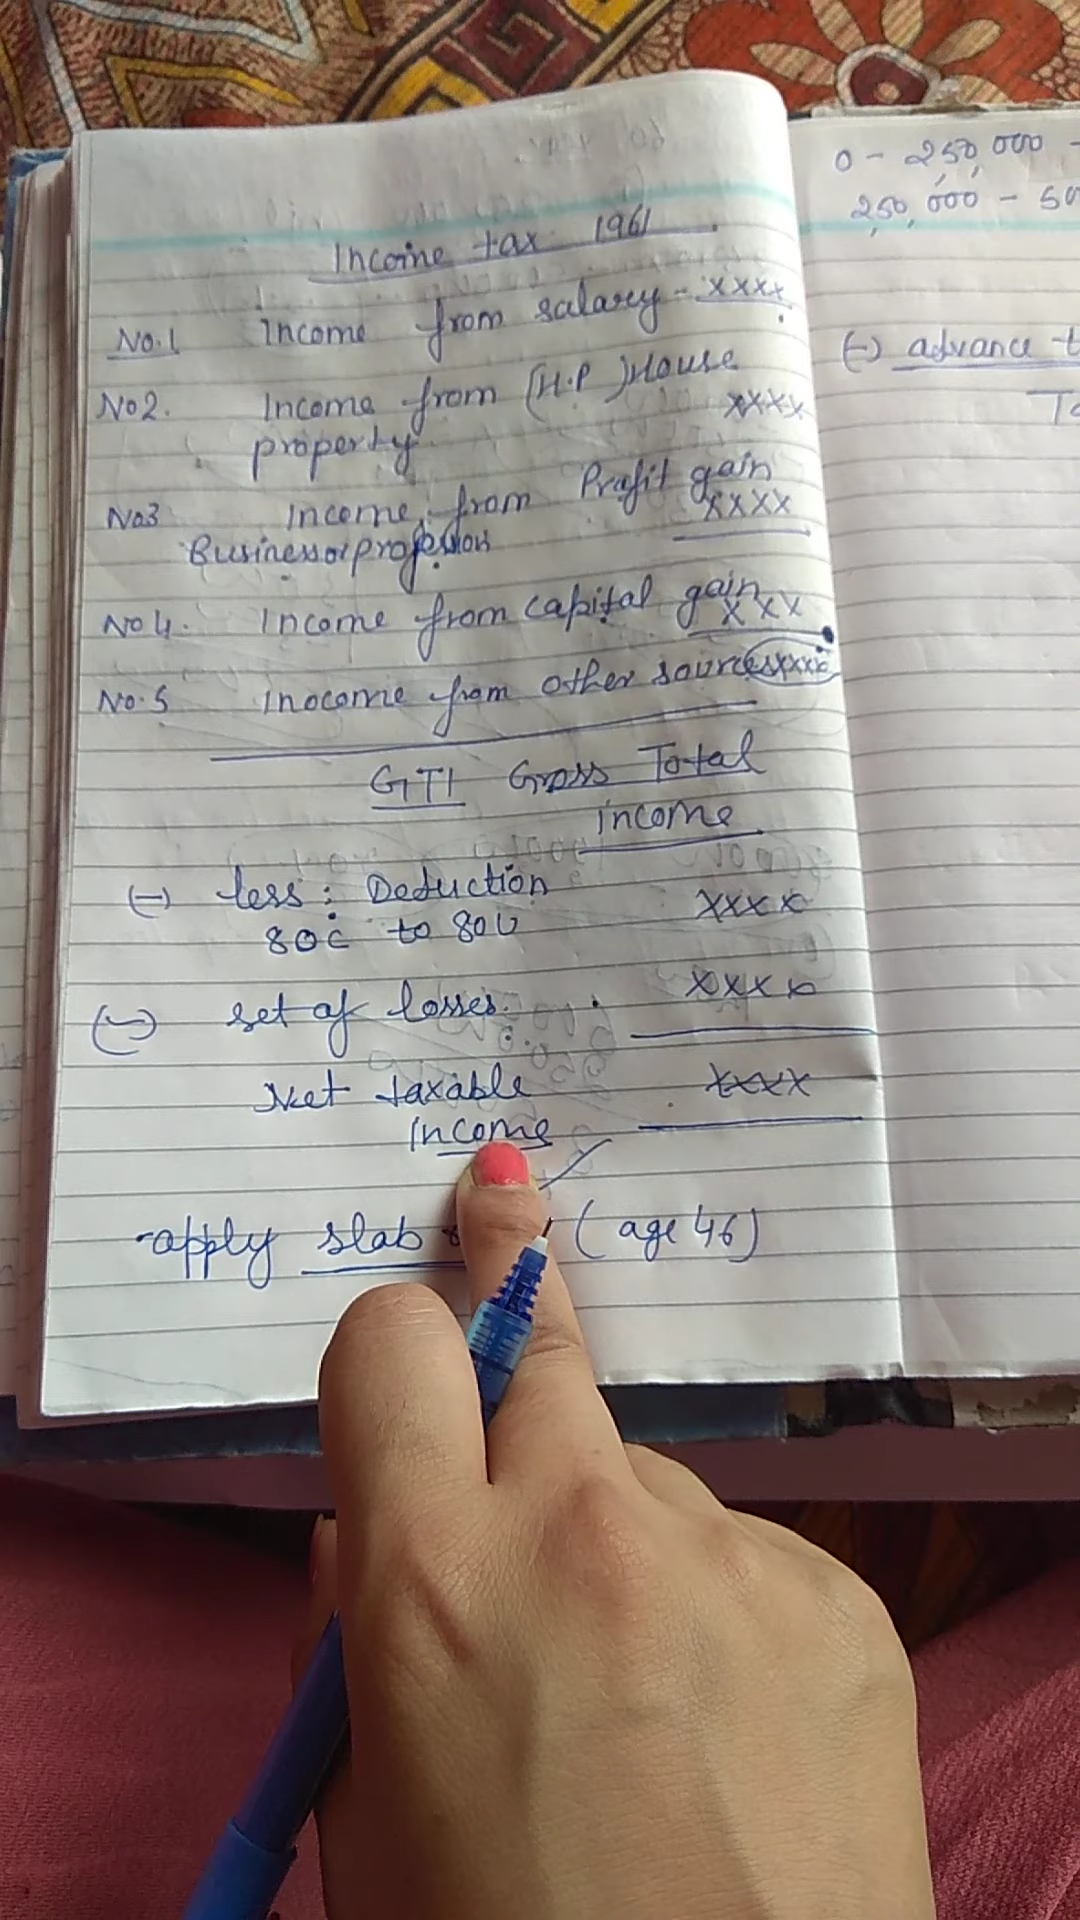 Income tax 1961
No.1 Income from salary - xxxx
No2. Income from (H.P) House
property xxxx
No3 Income from Profit gain
Business or profession xxxx
No 4. Income from capital gain
xxx
No.5 Inocome from other sources xxxx
GTI Gross Total
income
(-) less: Deduction
80C to 80U xxxx
(-) set of losses. xxxx
Net taxable xxxx
income
apply slab (age 46)
0 - 250,000 -
250,000 - 50
(-) advance t